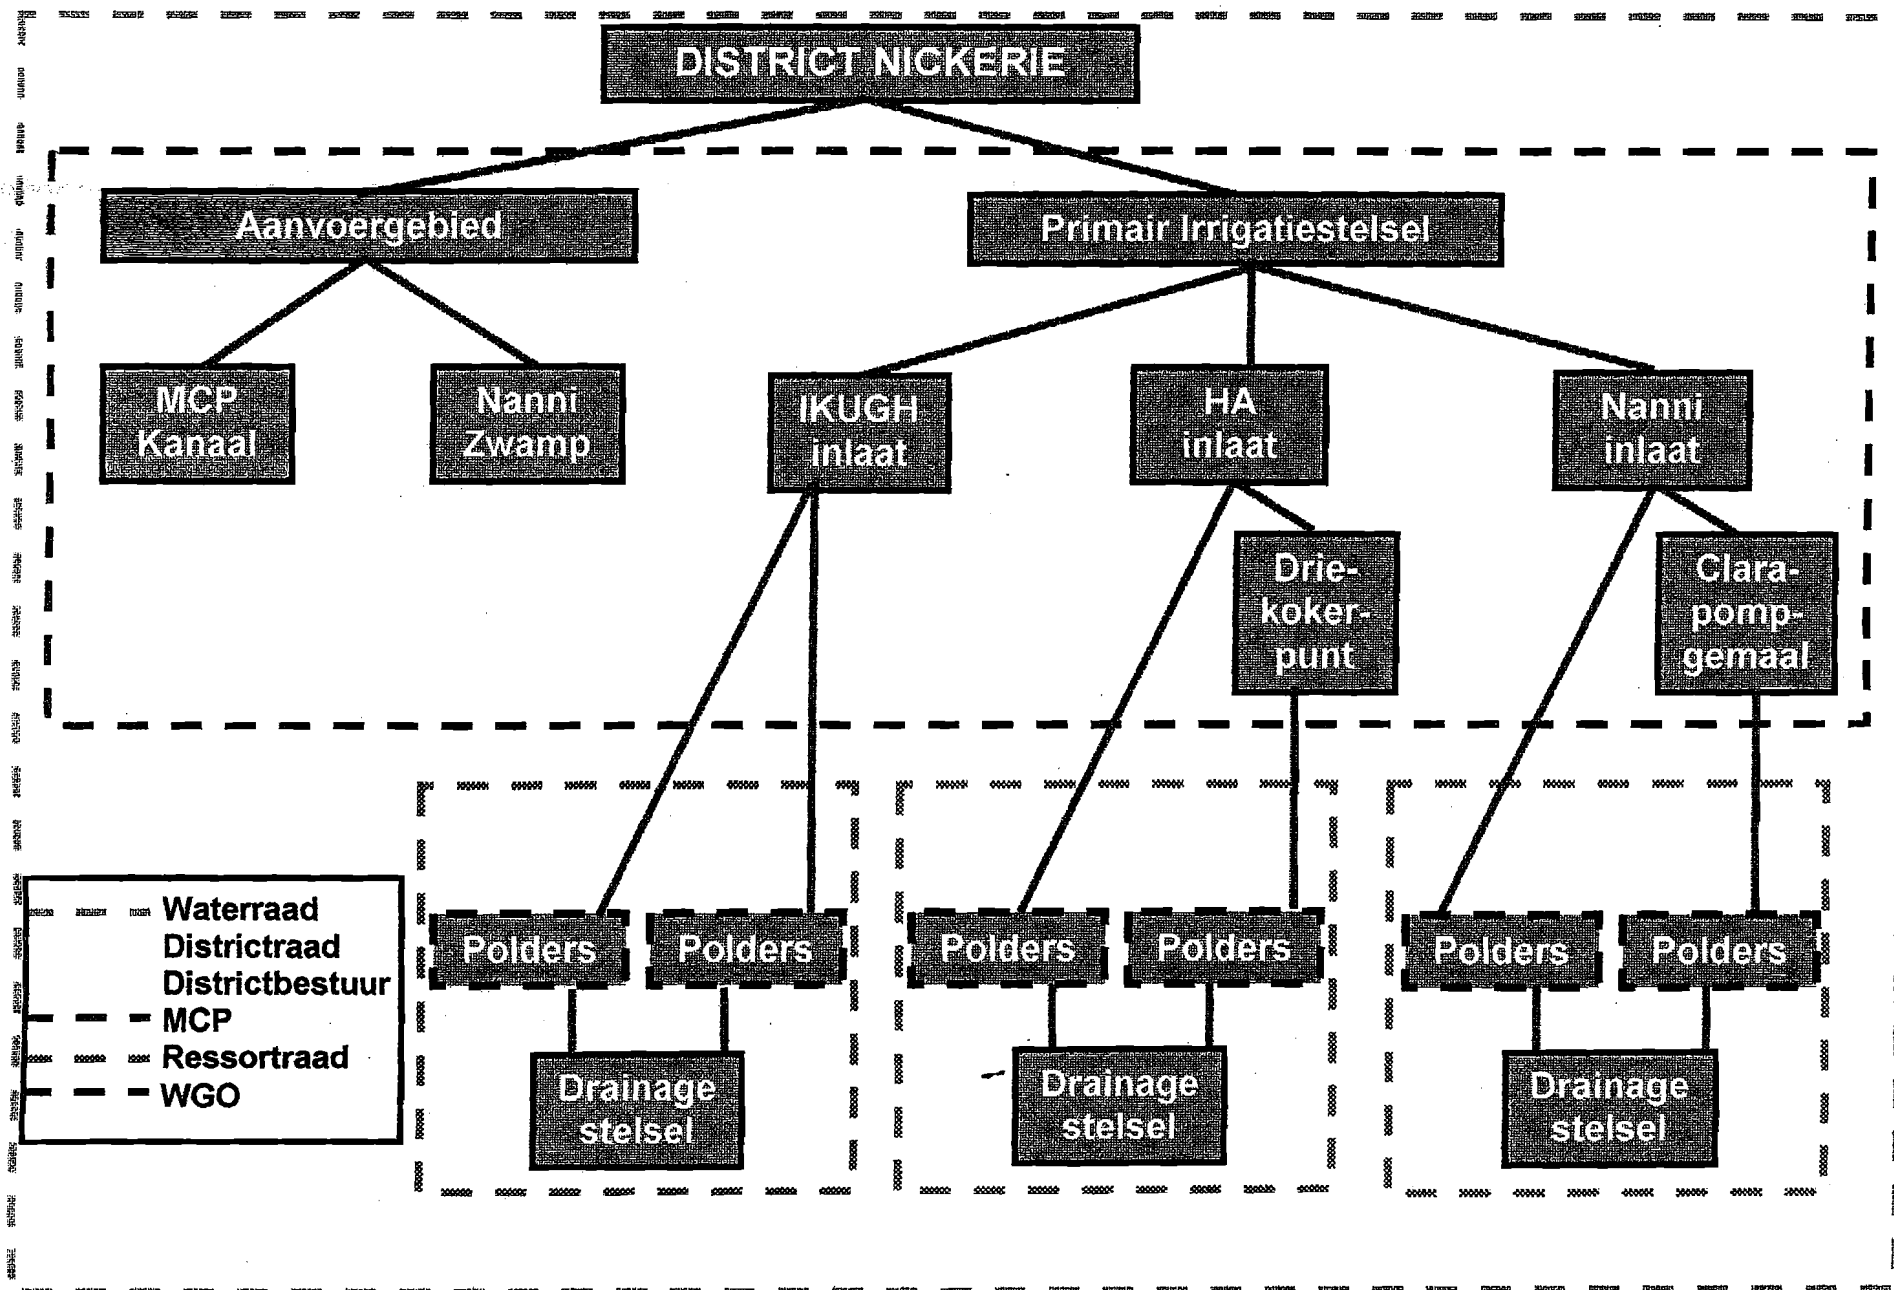 DISTRICT NICKERIE
Aanvoergebied
Primair Irrigatiestelsel
MCP
Kanaal
Nanni
Zwamp
IKUGH
inlaat
HA
inlaat
Nanni
inlaat
Drie-
koker-
punt
Clara-
pomp-
gemaal
Polders
Polders
Polders
Polders
Polders
Polders
Drainage
stelsel
Drainage
stelsel
Drainage
stelsel
Waterraad
Districtraad
Districtbestuur
MCP
Ressortraad
WGO